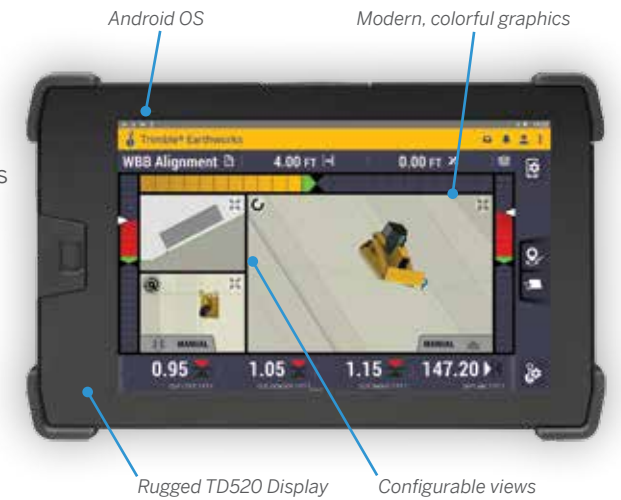 Android OS
Modern, colorful graphics
Trimble® Earthworks
WBB Alignment 4.00 FT 0.00 FT
s
MANUAL
MANUAL
0.95 1.05 1.15 147.20
Rugged TD520 Display
Configurable views